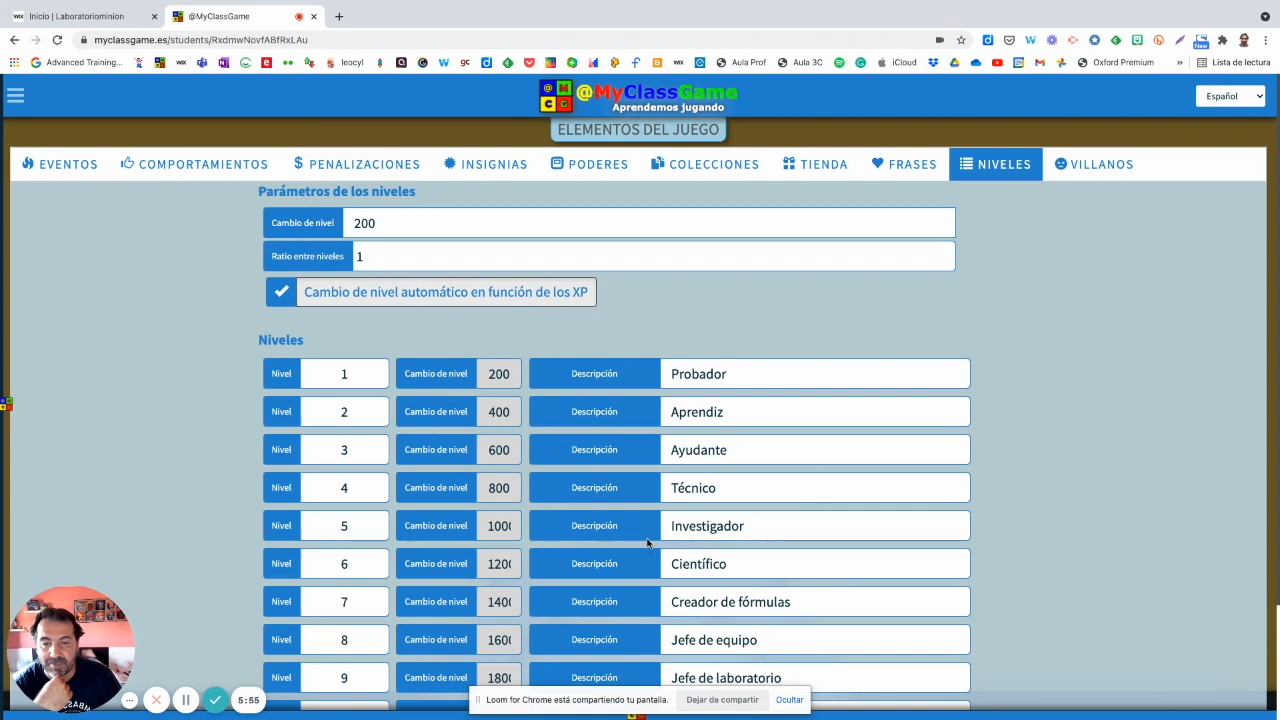 Inicio | Laboratoriominion
@MyClassGame
myclassgame.es/students/RxdmwNovfABfRxLAu
Advanced Training...
leocyl
Aula Prof
Aula 3C
iCloud
Oxford Premium
Lista de lectura
New
@MyClassGame
Aprendemos jugando
Español
ELEMENTOS DEL JUEGO
EVENTOS
COMPORTAMIENTOS
PENALIZACIONES
INSIGNIAS
PODERES
COLECCIONES
TIENDA
FRASES
NIVELES
VILLANOS
Parámetros de los niveles
Cambio de nivel 200
Ratio entre niveles 1
Cambio de nivel automático en función de los XP
Niveles
Nivel 1 Cambio de nivel 200 Descripción Probador
Nivel 2 Cambio de nivel 400 Descripción Aprendiz
Nivel 3 Cambio de nivel 600 Descripción Ayudante
Nivel 4 Cambio de nivel 800 Descripción Técnico
Nivel 5 Cambio de nivel 1000 Descripción Investigador
Nivel 6 Cambio de nivel 1200 Descripción Científico
Nivel 7 Cambio de nivel 1400 Descripción Creador de fórmulas
Nivel 8 Cambio de nivel 1600 Descripción Jefe de equipo
Nivel 9 Cambio de nivel 1800 Descripción Jefe de laboratorio
5:55
Loom for Chrome está compartiendo tu pantalla.
Dejar de compartir
Ocultar